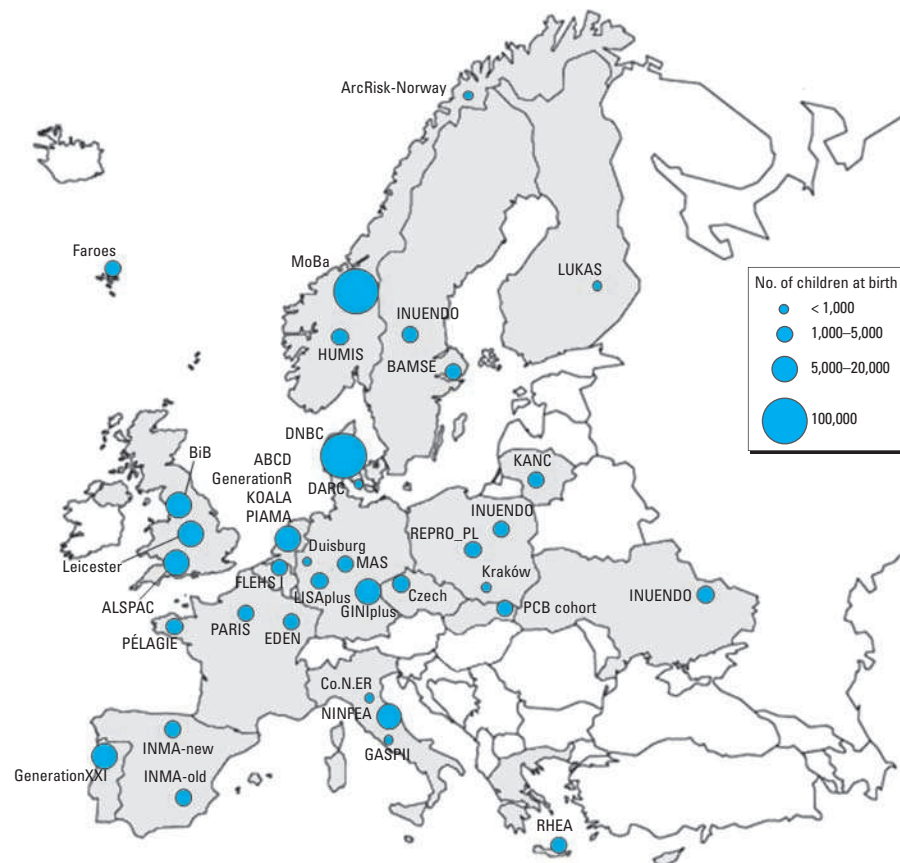 ArcRisk-Norway
Faroes
MoBa
LUKAS
No. of children at birth
< 1,000
1,000–5,000
5,000–20,000
100,000
INUENDO
HUMIS
BAMSE
DNBC
BiB
ABCD
GenerationR
KOALA
PIAMA
DARC
KANC
INUENDO
REPRO_PL
Leicester
Duisburg
MAS
Kraków
FLEHS I
LISAplus
Czech
INUENDO
ALSPAC
GINIplus
PCB cohort
PÉLAGIE
PARIS
EDEN
Co.N.ER
NINFEA
INMA-new
GASPII
GenerationXXI
INMA-old
RHEA